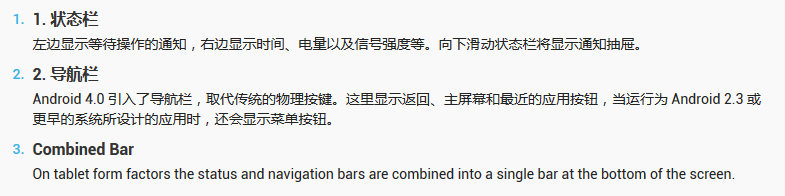 1. 1. 状态栏
左边显示等待操作的通知，右边显示时间、电量以及信号强度等。向下滑动状态栏将显示通知抽屉。
2. 2. 导航栏
Android 4.0 引入了导航栏，取代传统的物理按键。这里显示返回、主屏幕和最近的应用按钮，当运行为 Android 2.3 或
更早的系统所设计的应用时，还会显示菜单按钮。
3. Combined Bar
On tablet form factors the status and navigation bars are combined into a single bar at the bottom of the screen.